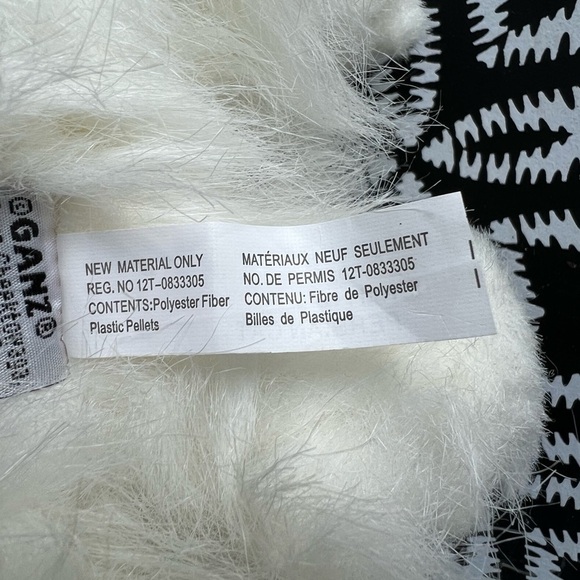 ©GANZ®
NEW MATERIAL ONLY
REG. NO 12T-0833305
CONTENTS:Polyester Fiber
Plastic Pellets
MATÉRIAUX NEUF SEULEMENT
NO. DE PERMIS 12T-0833305
CONTENU: Fibre de Polyester
Billes de Plastique